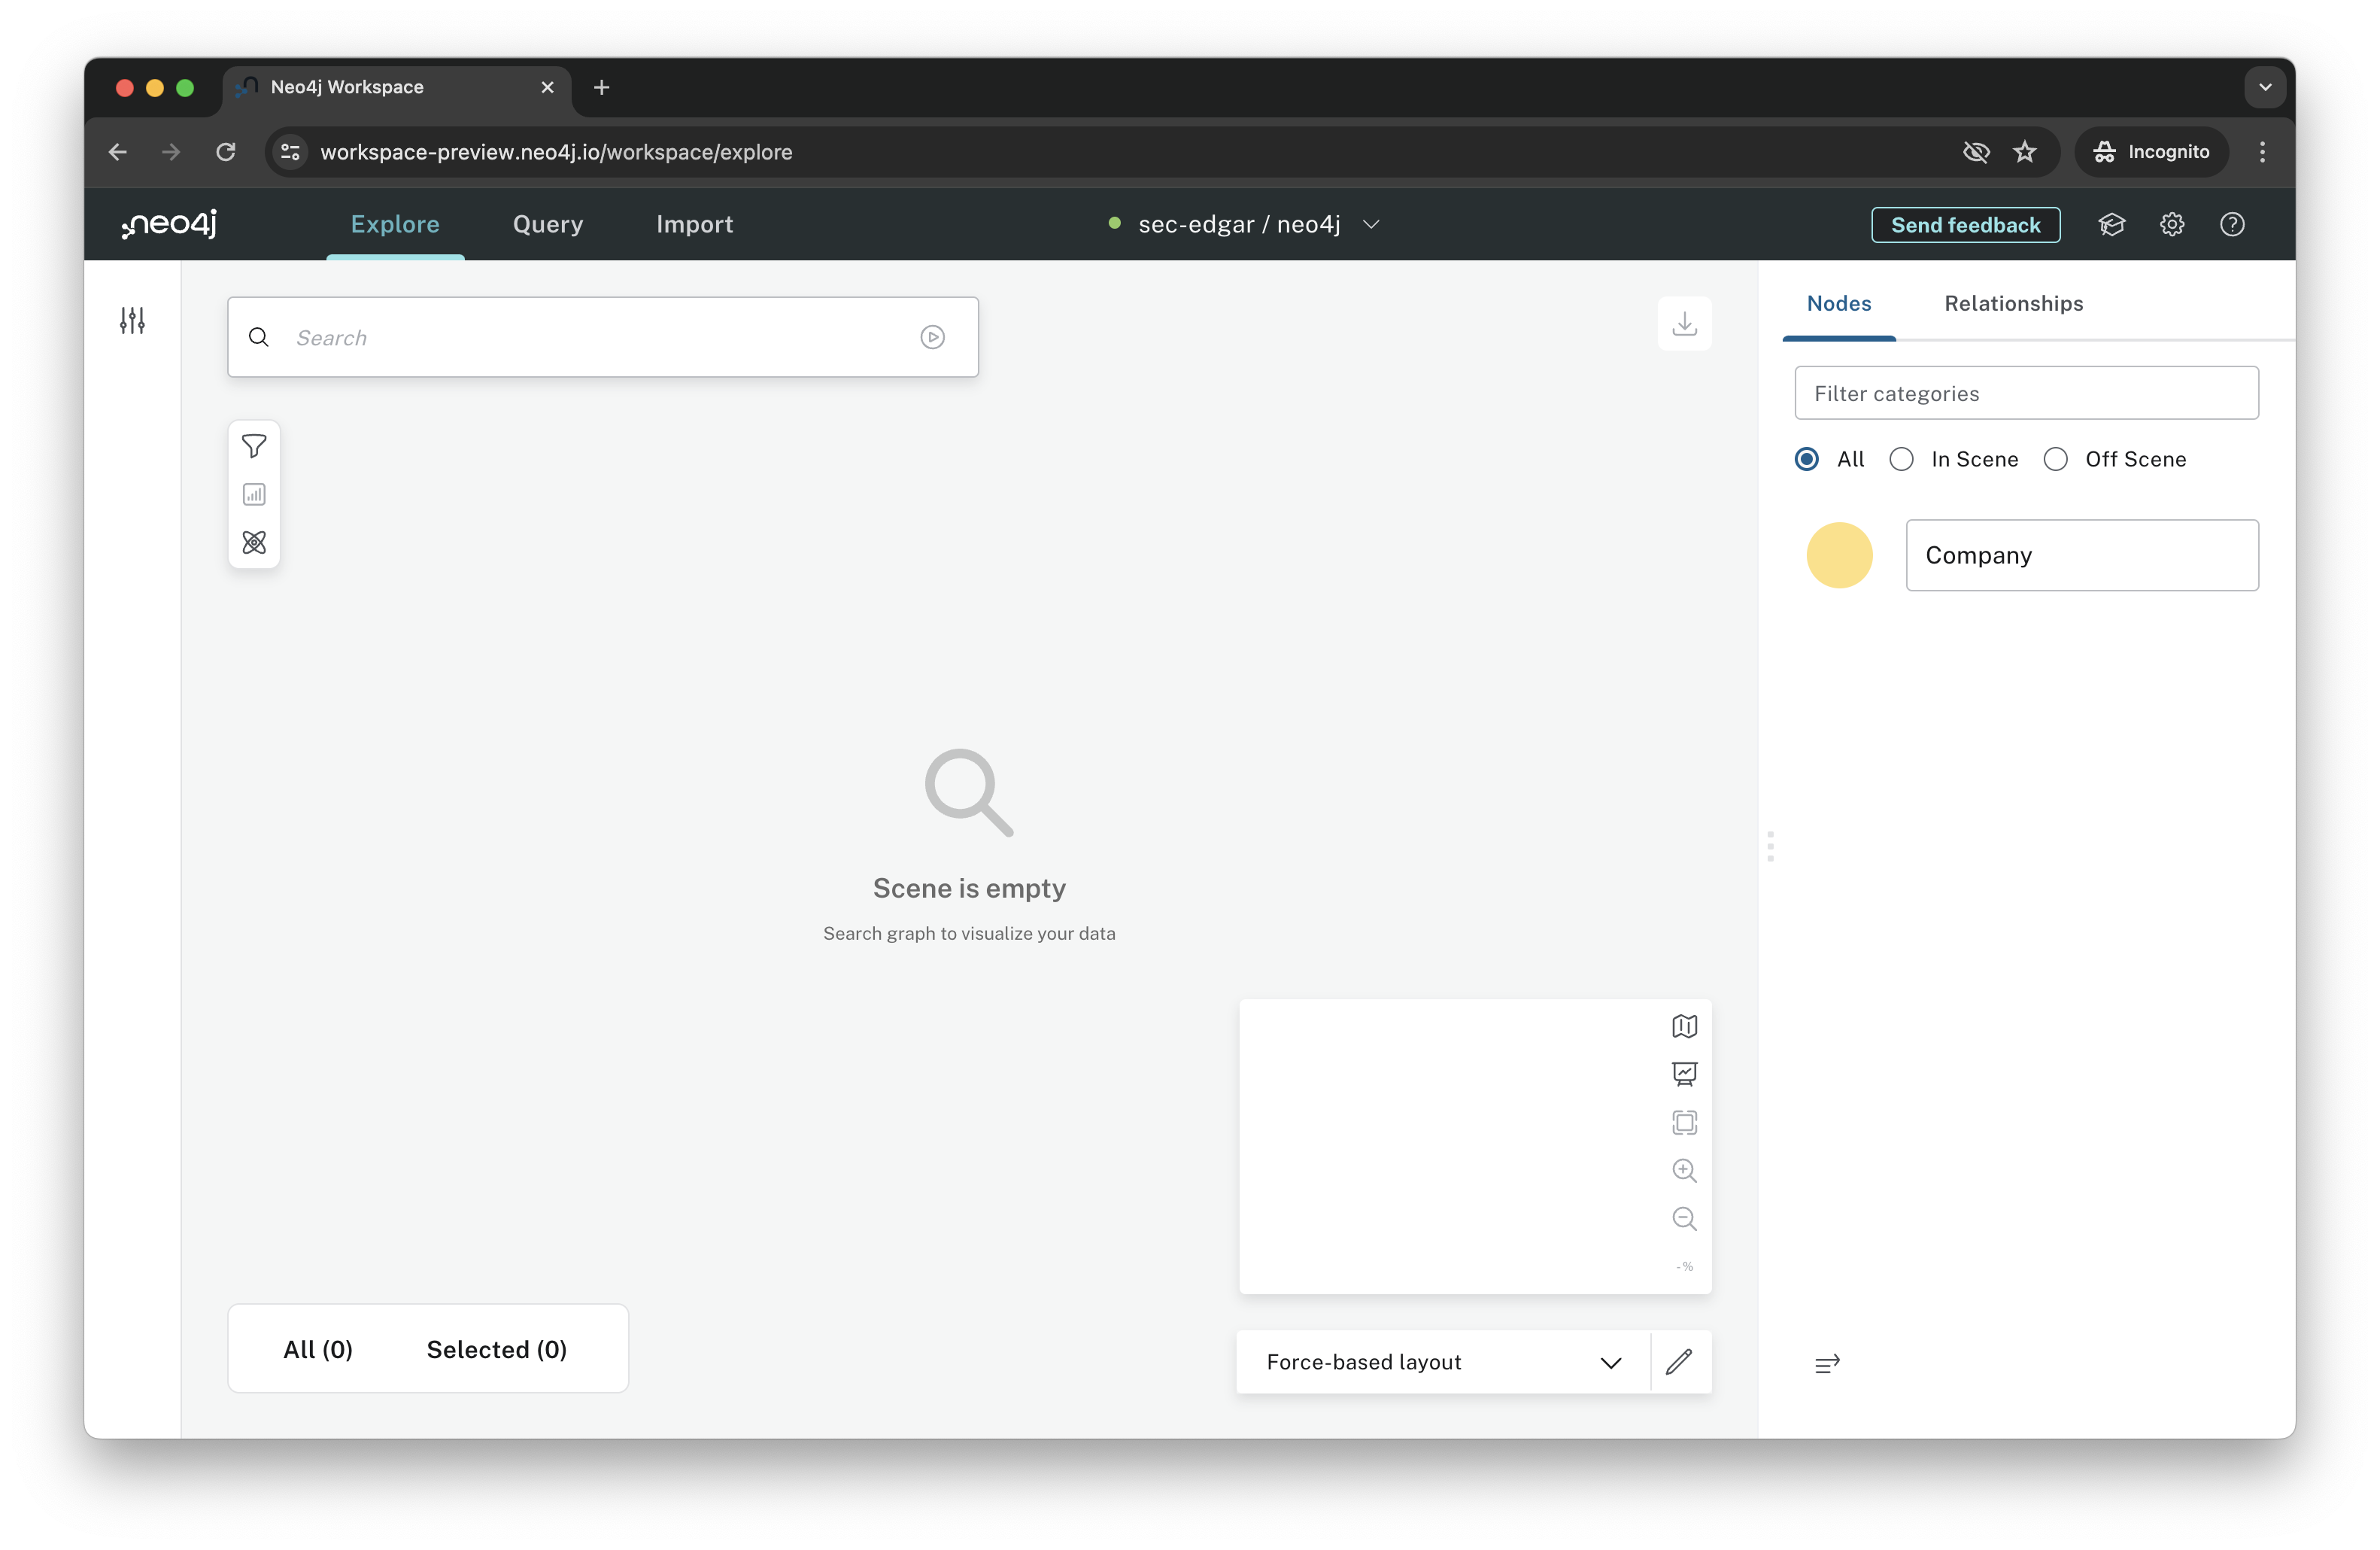 Neo4j Workspace
workspace-preview.neo4j.io/workspace/explore
Incognito
neo4j
Explore
Query
Import
sec-edgar / neo4j
Send feedback
Search
Nodes
Relationships
Filter categories
All
In Scene
Off Scene
Company
Scene is empty
Search graph to visualize your data
-%
All (0)
Selected (0)
Force-based layout